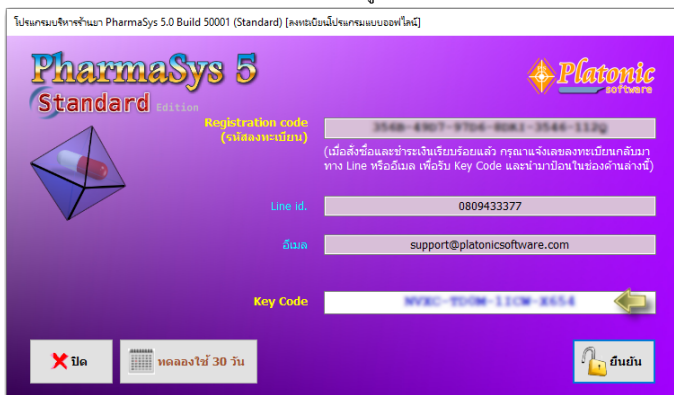 โปรแกรมบริหารร้านยา PharmaSys 5.0 Build 50001 (Standard) [ลงทะเบียนโปรแกรมแบบออฟไลน์]
PharmaSys 5
Standard Edition
Platonic
software
Registration code
(รหัสลงทะเบียน)
(เมื่อสั่งซื้อและชำระเงินเรียบร้อยแล้ว กรุณาแจ้งเลขลงทะเบียนกลับมา
ทาง Line หรืออีเมล เพื่อรับ Key Code และนำมาป้อนในช่องด้านล่างนี้)
Line id. 0809433377
อีเมล support@platonicsoftware.com
Key Code
ปิด ทดลองใช้ 30 วัน ยืนยัน